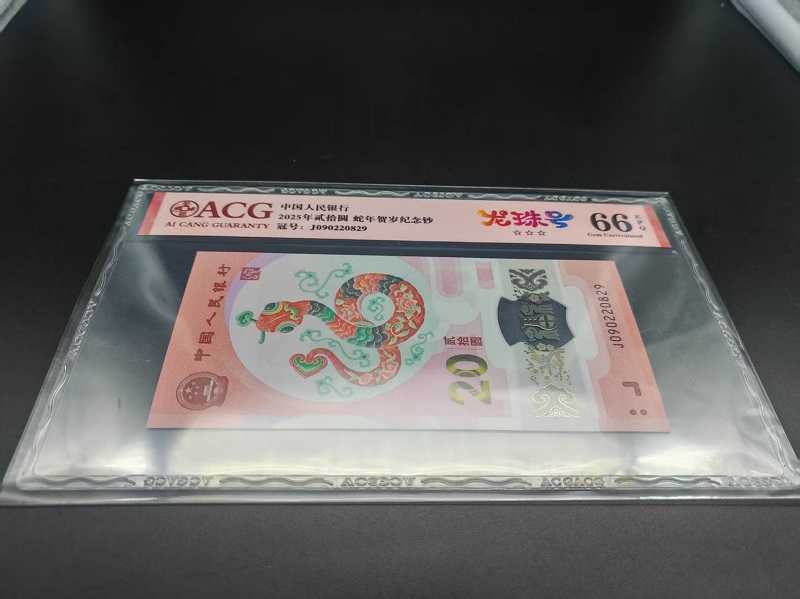 ACG
AI CANG GUARANTY
中国人民银行
2025年贰拾圆 蛇年贺岁纪念钞
冠号: J090220829
龙珠号
☆☆☆
66
EPQ
Gem Uncirculated
中国人民银行
贰拾圆
20
J090220829
ACGACG